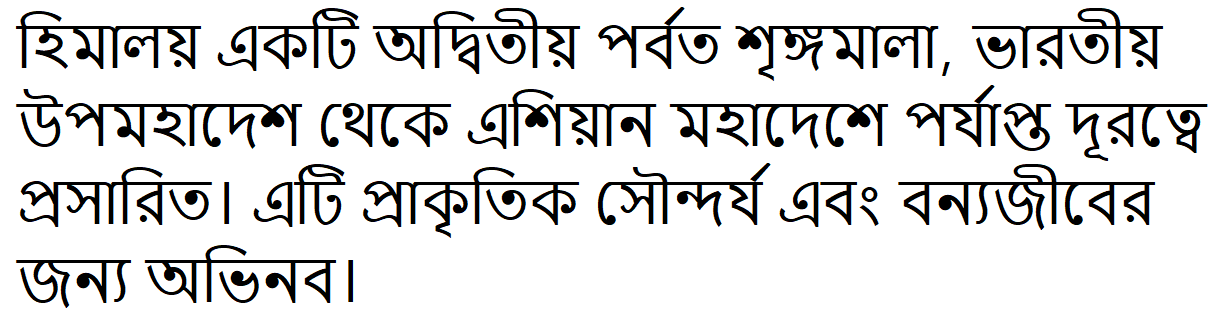 হিমালয় একটি অদ্বিতীয় পর্বত শৃঙ্গমালা, ভারতীয়
উপমহাদেশ থেকে এশিয়ান মহাদেশে পর্যাপ্ত দূরত্বে
প্রসারিত। এটি প্রাকৃতিক সৌন্দর্য এবং বন্যজীবের
জন্য অভিনব।